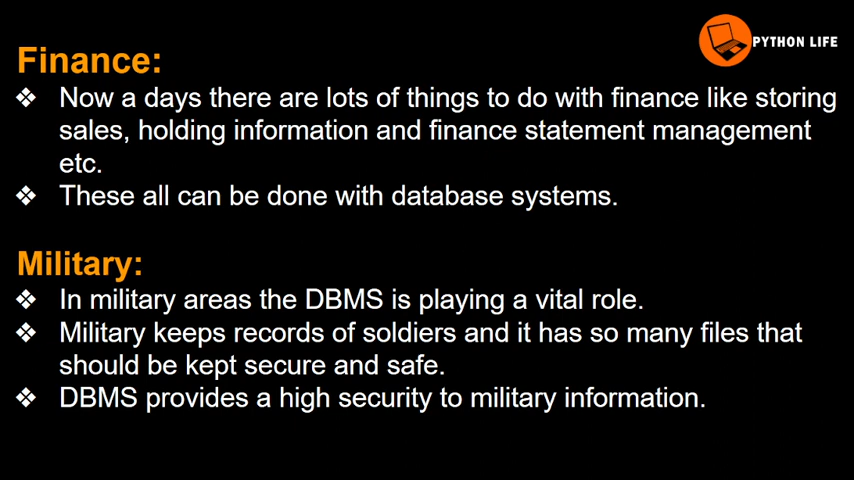 PYTHON LIFE
Finance:
❖ Now a days there are lots of things to do with finance like storing
sales, holding information and finance statement management
etc.
❖ These all can be done with database systems.
Military:
❖ In military areas the DBMS is playing a vital role.
❖ Military keeps records of soldiers and it has so many files that
should be kept secure and safe.
❖ DBMS provides a high security to military information.